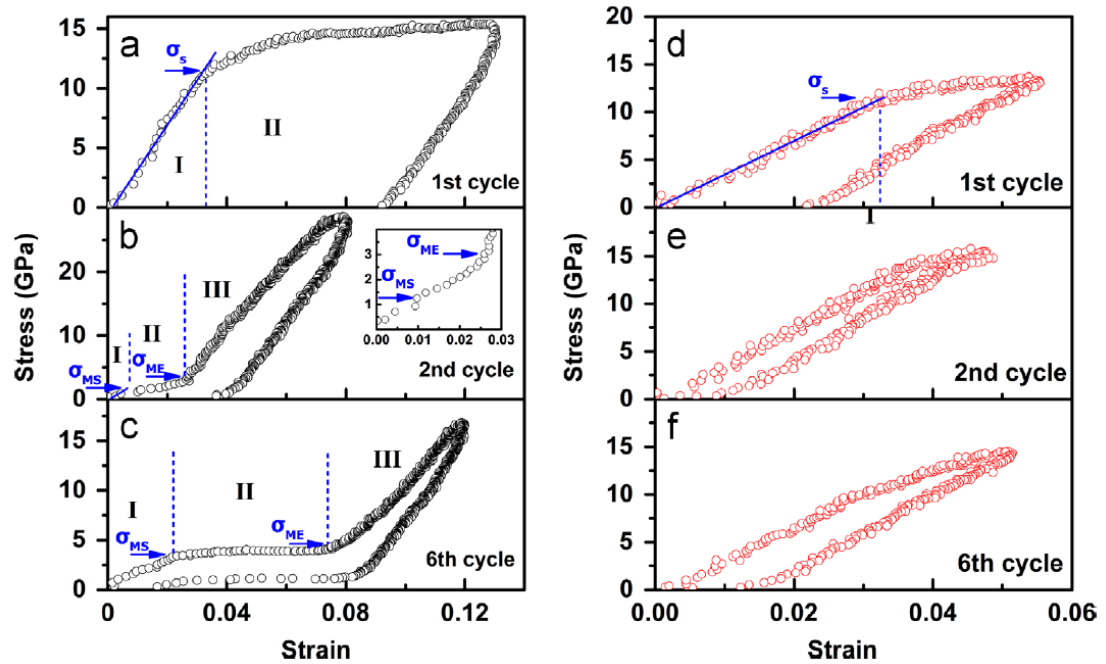 Stress (GPa)
a
15
10
5
0
σs
I
II
1st cycle
b
20
10
0
I
II
III
σMS
σME
2nd cycle
3
2
1
0.00
0.01
0.02
0.03
σMS
σME
c
15
10
5
0
I
II
III
σMS
σME
6th cycle
0
0.04
0.08
0.12
Strain
Stress (GPa)
d
20
15
10
5
0
σs
1st cycle
I
e
20
15
10
5
0
2nd cycle
f
15
10
5
0
6th cycle
0.00
0.02
0.04
0.06
Strain